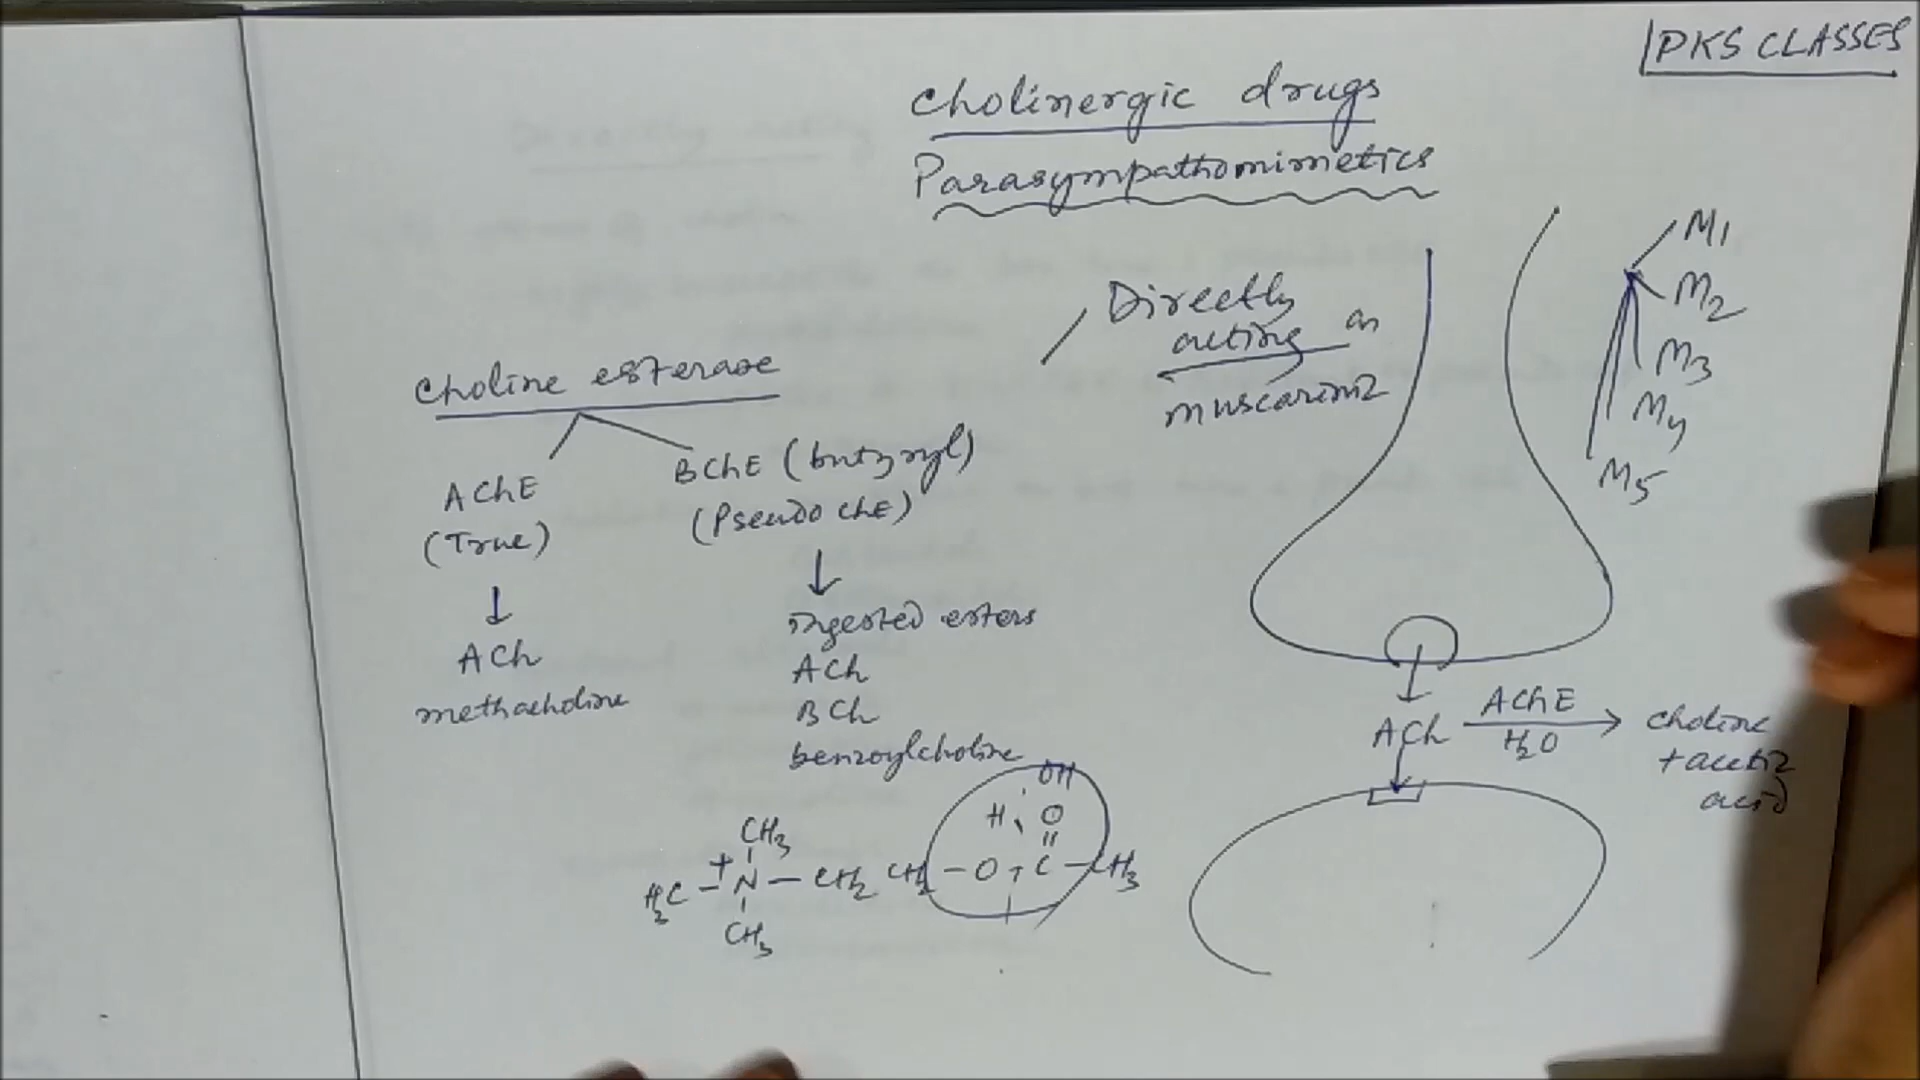 PKS CLASSES
Cholinergic drugs
Parasympathomimetics
Directly
acting on
muscarinic
M1
M2
M3
M4
M5
Choline esterase
AChE
(True)
ACh
methacholine
BChE (butyryl)
(Pseudo ChE)
ingested esters
ACh
BCh
benzoylcholine
OH
H O
CH3
H3C - N+ - CH2 CH2 - O - C - CH3
CH3
ACh AChE H2O choline
+ acetic
acid